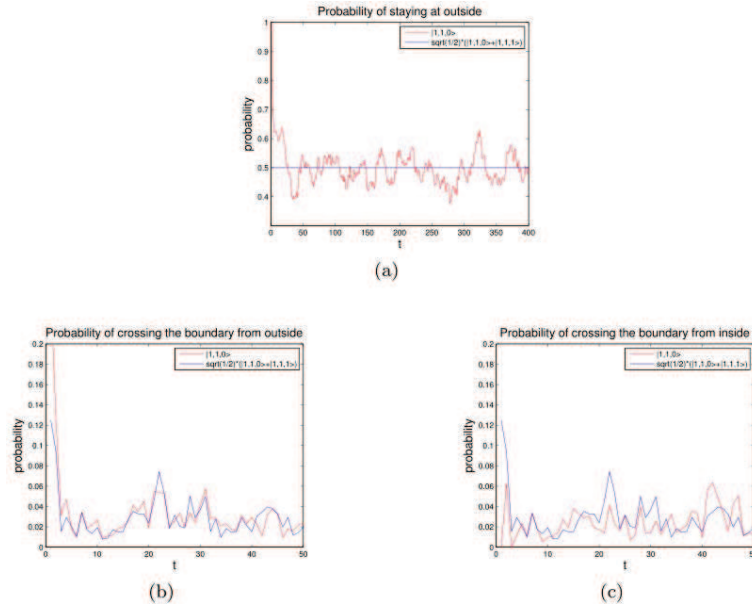 Probability of staying at outside
|1,1,0>
sqrt(1/2)*(|1,1,0>+|1,1,1>)
probability
1
0.9
0.8
0.7
0.6
0.5
0.4
0 50 100 150 200 250 300 350 400
t
(a)
Probability of crossing the boundary from outside
|1,1,0>
sqrt(1/2)*(|1,1,0>+|1,1,1>)
probability
0.2
0.18
0.16
0.14
0.12
0.1
0.08
0.06
0.04
0.02
0
0 10 20 30 40 50
t
(b)
Probability of crossing the boundary from inside
|1,1,0>
sqrt(1/2)*(|1,1,0>+|1,1,1>)
probability
0.2
0.18
0.16
0.14
0.12
0.1
0.08
0.06
0.04
0.02
0
0 10 20 30 40 50
t
(c)